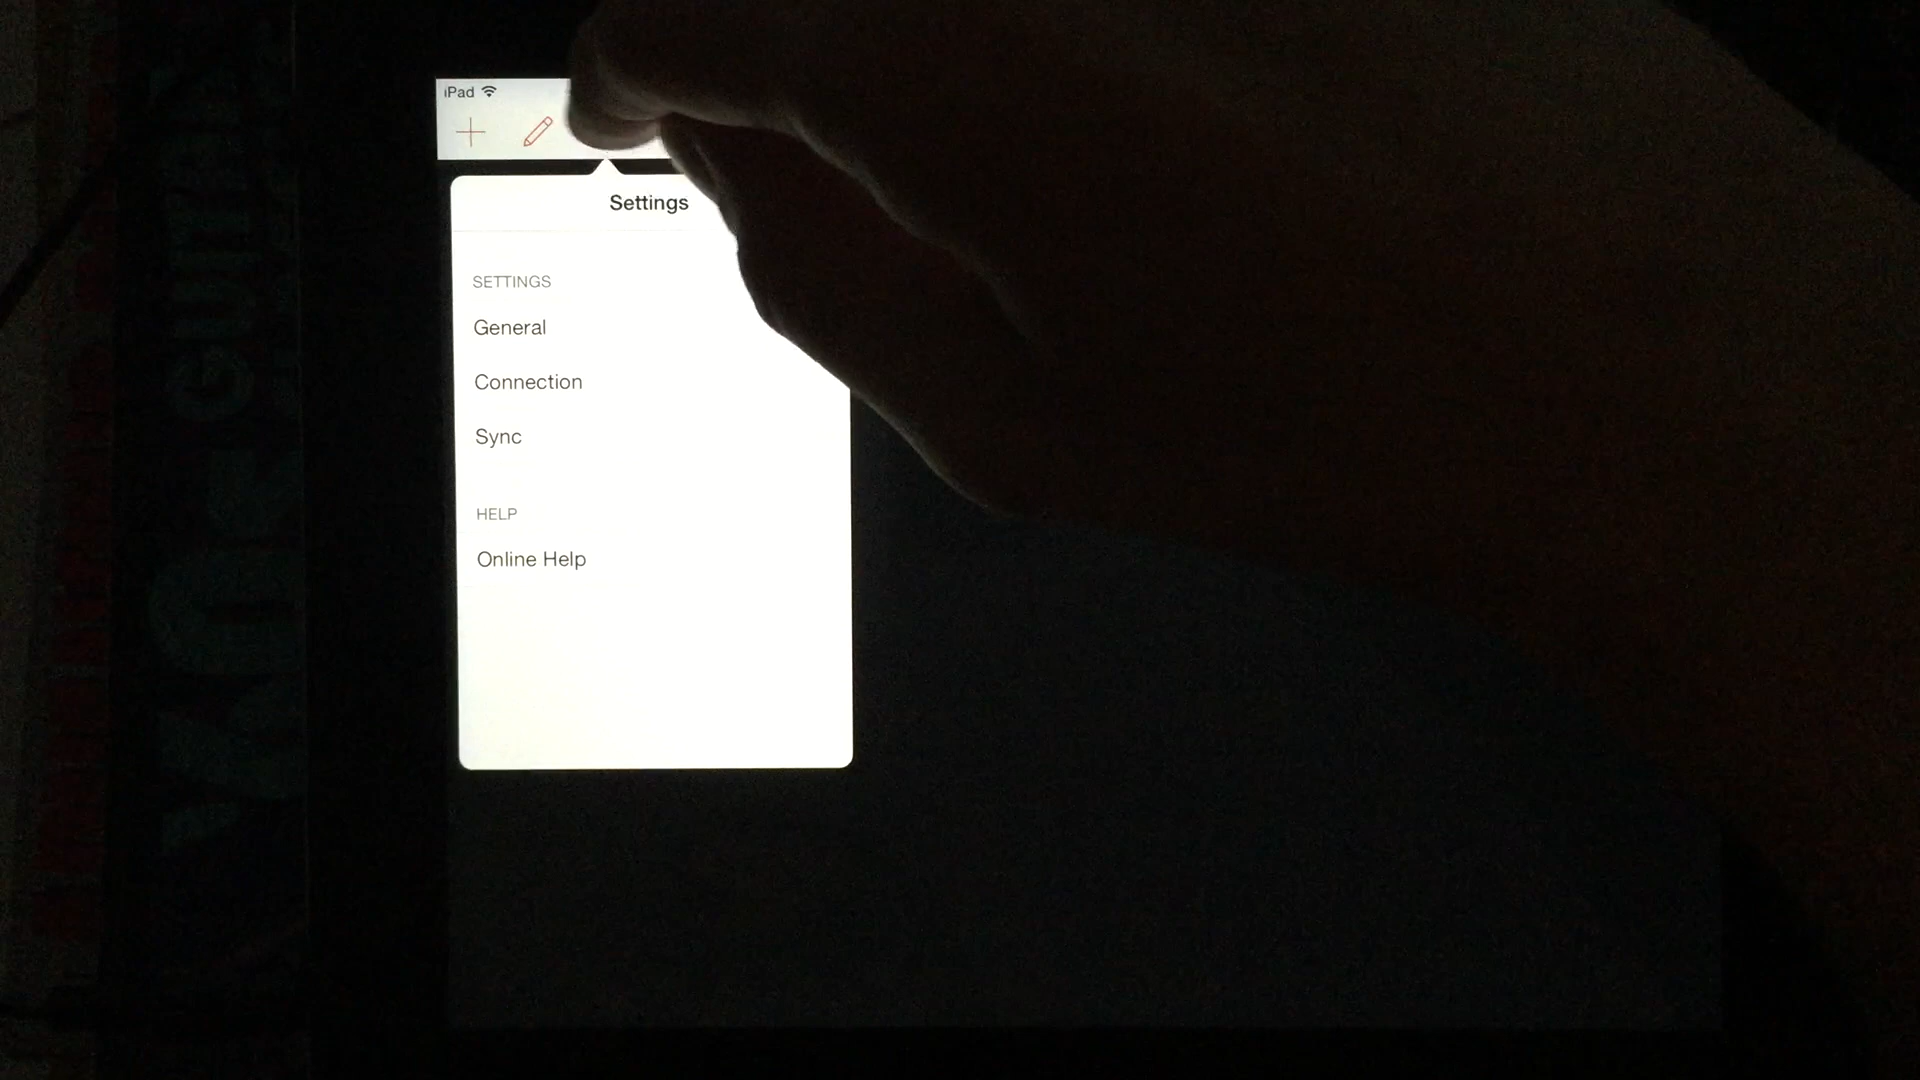 iPad
Settings
SETTINGS
General
Connection
Sync
HELP
Online Help